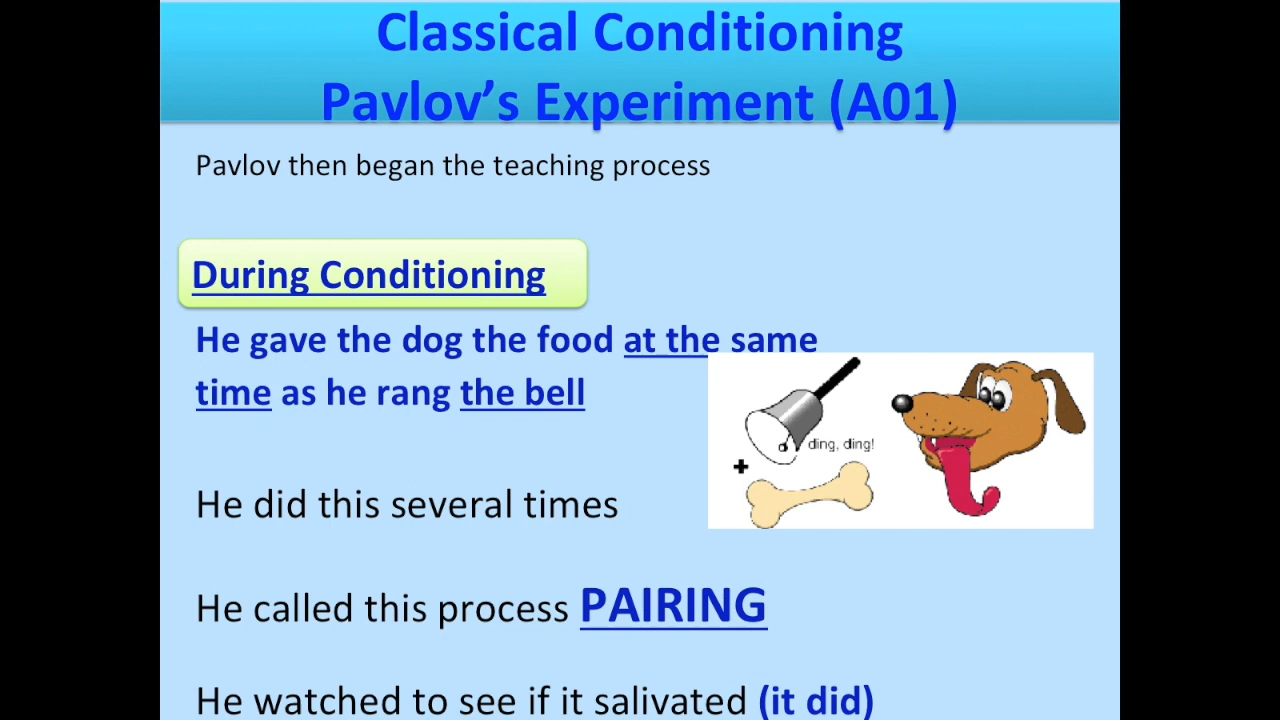 Classical Conditioning
Pavlov’s Experiment (A01)
Pavlov then began the teaching process
During Conditioning
He gave the dog the food at the same
time as he rang the bell
ding, ding!
+
He did this several times
He called this process PAIRING
He watched to see if it salivated (it did)